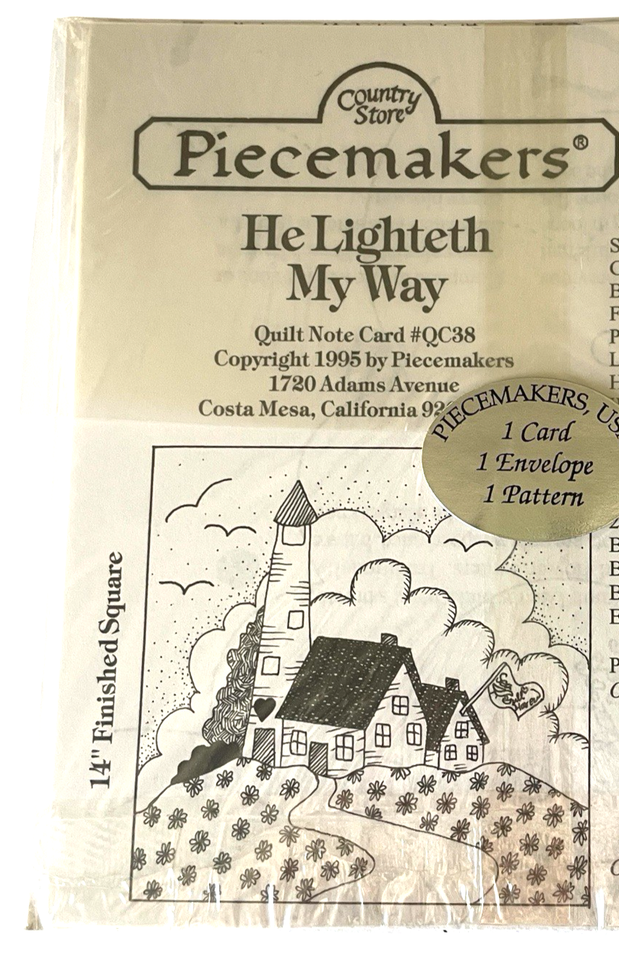 Country
Store
Piecemakers®
He Lighteth
My Way
Quilt Note Card #QC38
Copyright 1995 by Piecemakers
1720 Adams Avenue
Costa Mesa, California
PIECEMAKERS,
1 Card
1 Envelope
1 Pattern
14" Finished Square